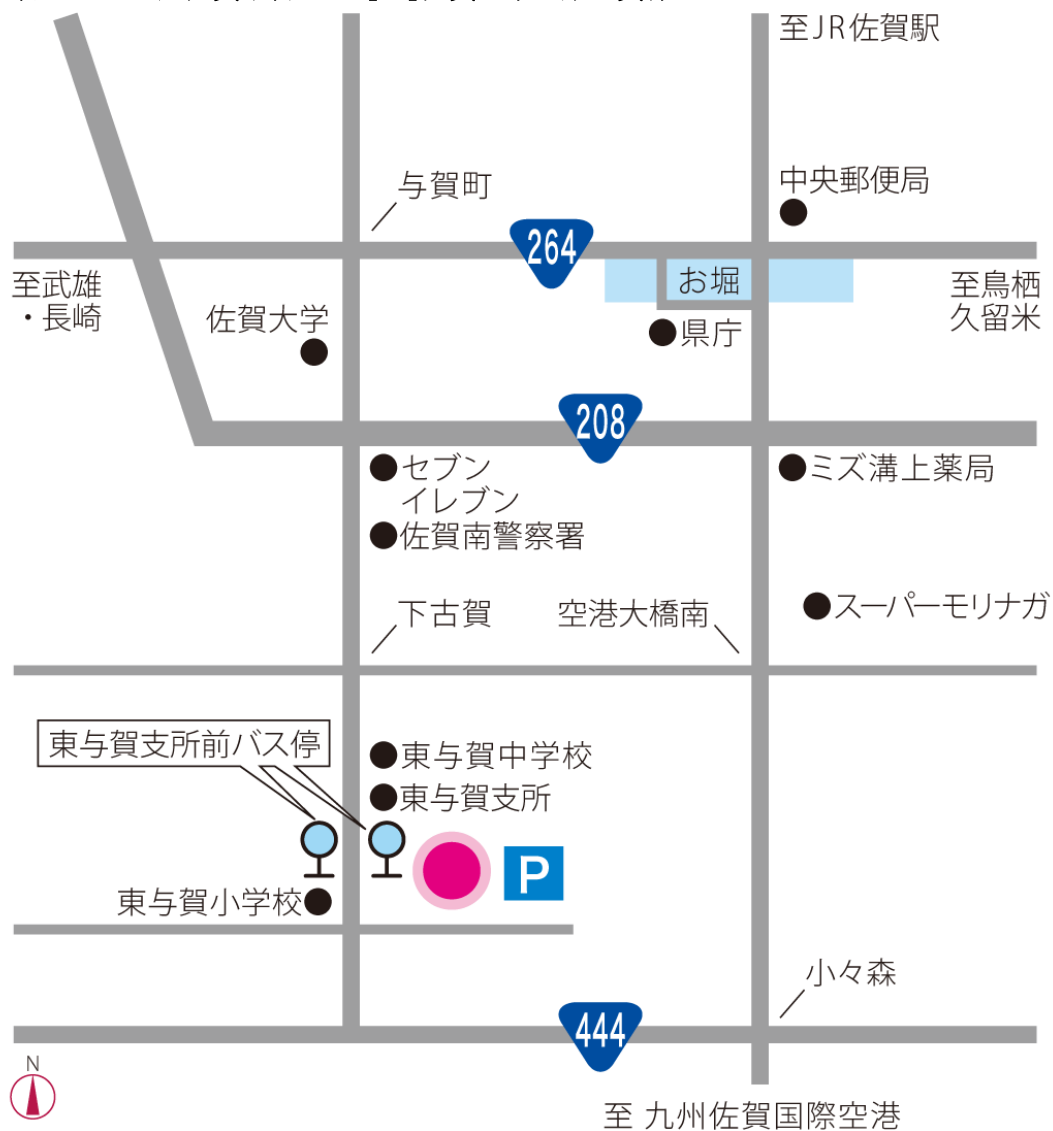 至JR佐賀駅
中央郵便局
与賀町
264
お堀
至武雄
・長崎
至鳥栖
久留米
佐賀大学
県庁
208
セブン
イレブン
ミズ溝上薬局
佐賀南警察署
下古賀
空港大橋南
スーパーモリナガ
東与賀支所前バス停
東与賀中学校
東与賀支所
P
東与賀小学校
小々森
444
N
至 九州佐賀国際空港